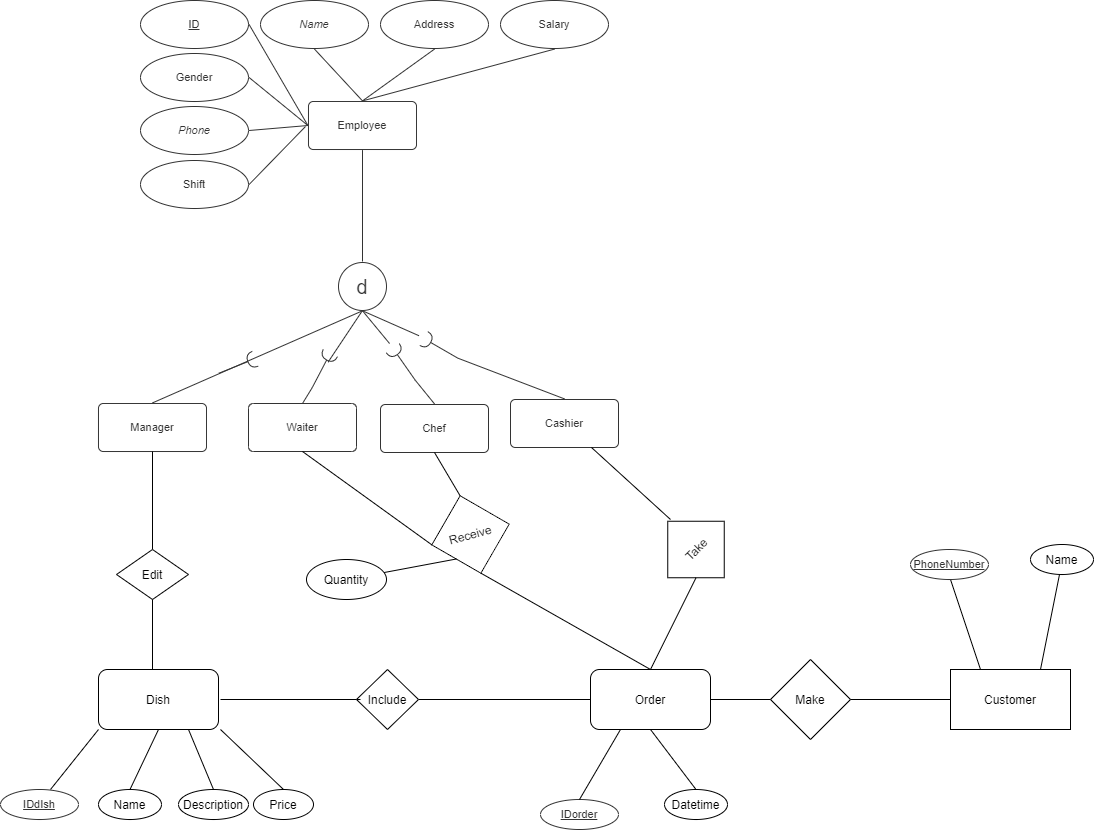 ID
Name
Address
Salary
Gender
Employee
Phone
Shift
d
Manager
Waiter
Chef
Cashier
Receive
Take
Edit
Quantity
PhoneNumber
Name
Dish
Include
Order
Make
Customer
IDdIsh
Name
Description
Price
IDorder
Datetime